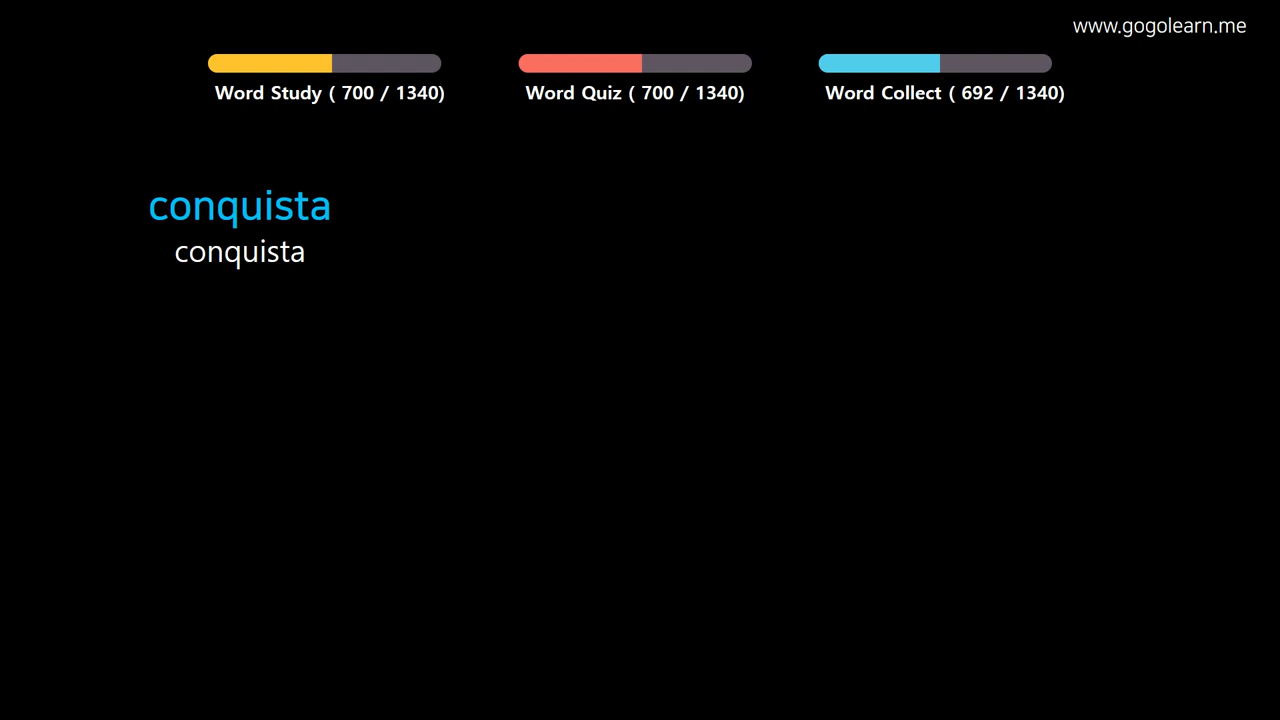 www.gogolearn.me
Word Study ( 700 / 1340)
Word Quiz ( 700 / 1340)
Word Collect ( 692 / 1340)
conquista
conquista